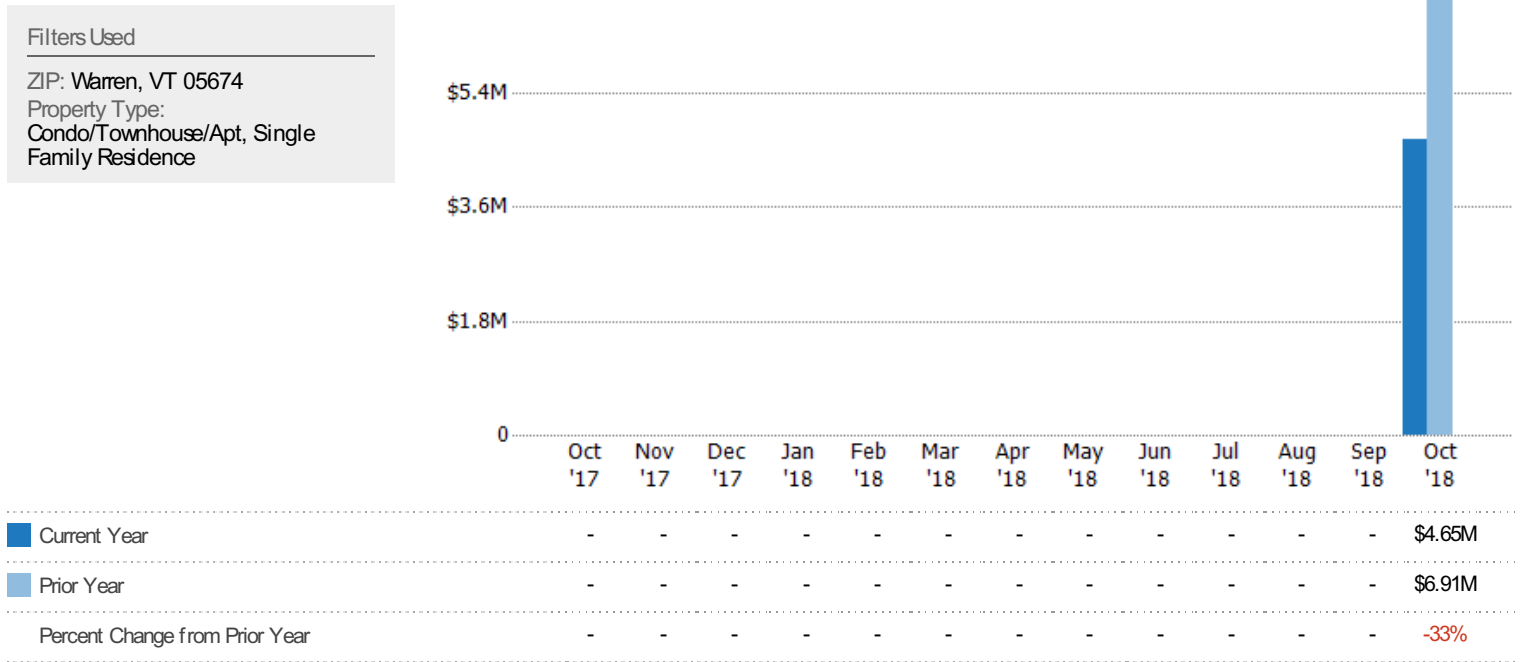 Filters Used
ZIP: Warren, VT 05674
Property Type:
Condo/Townhouse/Apt, Single
Family Residence
$5.4M
$3.6M
$1.8M
0
Oct Nov Dec Jan Feb Mar Apr May Jun Jul Aug Sep Oct
'17 '17 '17 '18 '18 '18 '18 '18 '18 '18 '18 '18 '18
Current Year - - - - - - - - - - - - $4.65M
Prior Year - - - - - - - - - - - - $6.91M
Percent Change from Prior Year - - - - - - - - - - - - -33%